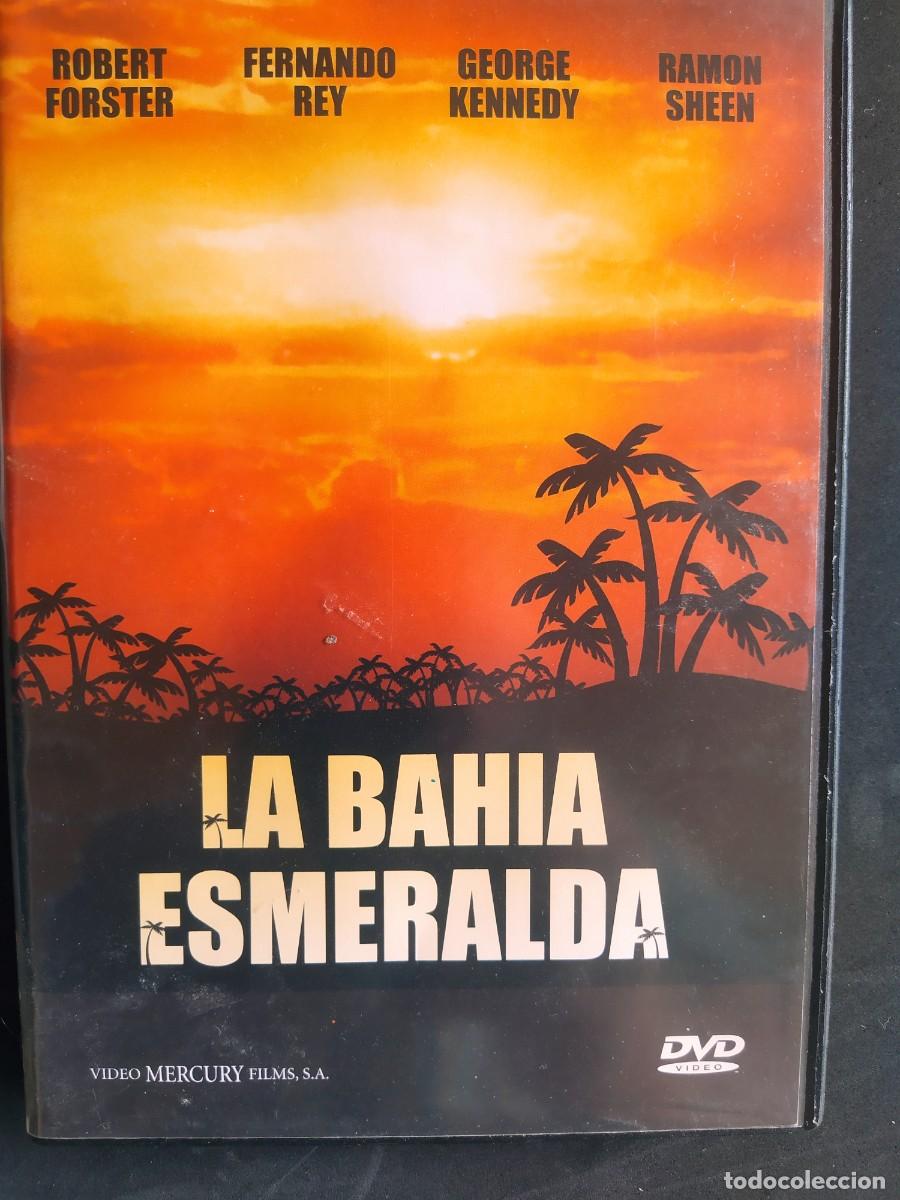 ROBERT FORSTER
FERNANDO REY
GEORGE KENNEDY
RAMON SHEEN
LA BAHIA
ESMERALDA
VIDEO MERCURY FILMS, S.A.
DVD
VIDEO
todocoleccion